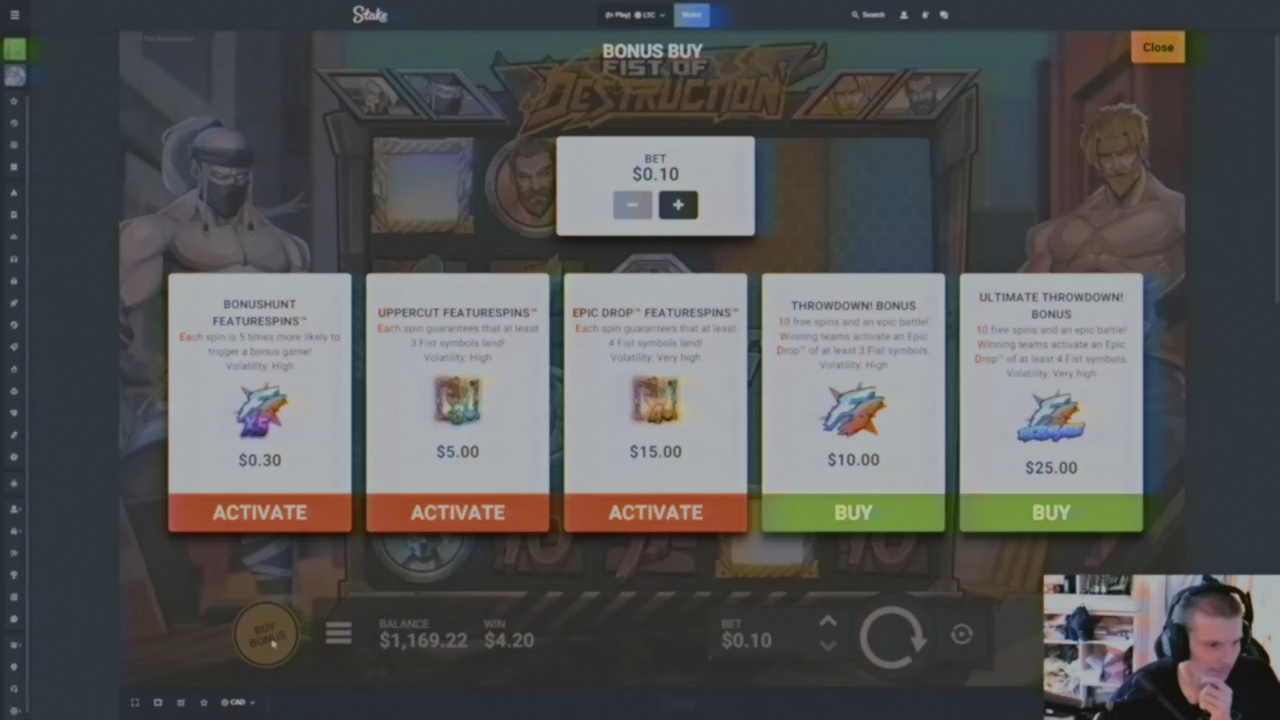 Stake
(In Play) LTC
Wallet
Search
BONUS BUY
Close
FIST OF
DESTRUCTION
BET
$0.10
BONUSHUNT
FEATURESPINS™
Each spin is 5 times more likely to
trigger a bonus game!
Volatility: High
X5
$0.30
ACTIVATE
UPPERCUT FEATURESPINS™
Each spin guarantees that at least
3 Fist symbols land!
Volatility: High
$5.00
ACTIVATE
EPIC DROP™ FEATURESPINS™
Each spin guarantees that at least
4 Fist symbols land!
Volatility: Very high
$15.00
ACTIVATE
THROWDOWN! BONUS
10 free spins and an epic battle!
Winning teams activate an Epic
Drop™ of at least 3 Fist symbols.
Volatility: High
$10.00
BUY
ULTIMATE THROWDOWN!
BONUS
10 free spins and an epic battle!
Winning teams activate an Epic
Drop™ of at least 4 Fist symbols.
Volatility: Very high
$25.00
BUY
BUY
BONUS
BALANCE
$1,169.22
WIN
$4.20
BET
$0.10
CAD